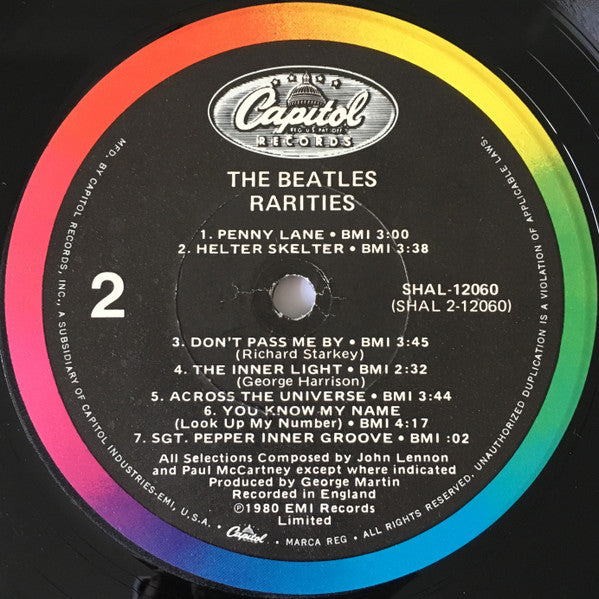 Capitol
REG. U.S. PAT. OFF.
RECORDS
THE BEATLES
RARITIES
1. PENNY LANE • BMI 3:00
2. HELTER SKELTER • BMI 3:38
2
SHAL-12060
(SHAL 2-12060)
3. DON'T PASS ME BY • BMI 3:45
(Richard Starkey)
4. THE INNER LIGHT • BMI 2:32
(George Harrison)
5. ACROSS THE UNIVERSE • BMI 3:44
6. YOU KNOW MY NAME
(Look Up My Number) • BMI 4:17
7. SGT. PEPPER INNER GROOVE • BMI :02
All Selections Composed by John Lennon
and Paul McCartney except where indicated
Produced by George Martin
Recorded in England
℗1980 EMI Records
Limited
MFD. BY CAPITOL RECORDS, INC., A SUBSIDIARY OF CAPITOL INDUSTRIES-EMI, U.S.A. • Capitol • MARCA REG • ALL RIGHTS RESERVED. UNAUTHORIZED DUPLICATION IS A VIOLATION OF APPLICABLE LAWS.